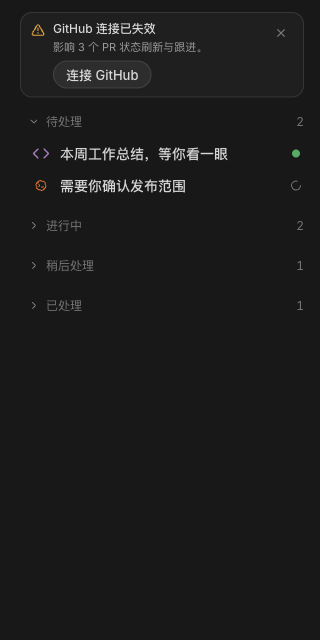 GitHub 连接已失效
影响 3 个 PR 状态刷新与跟进。
连接 GitHub
待处理 2
本周工作总结，等你看一眼
需要你确认发布范围
进行中 2
稍后处理 1
已处理 1